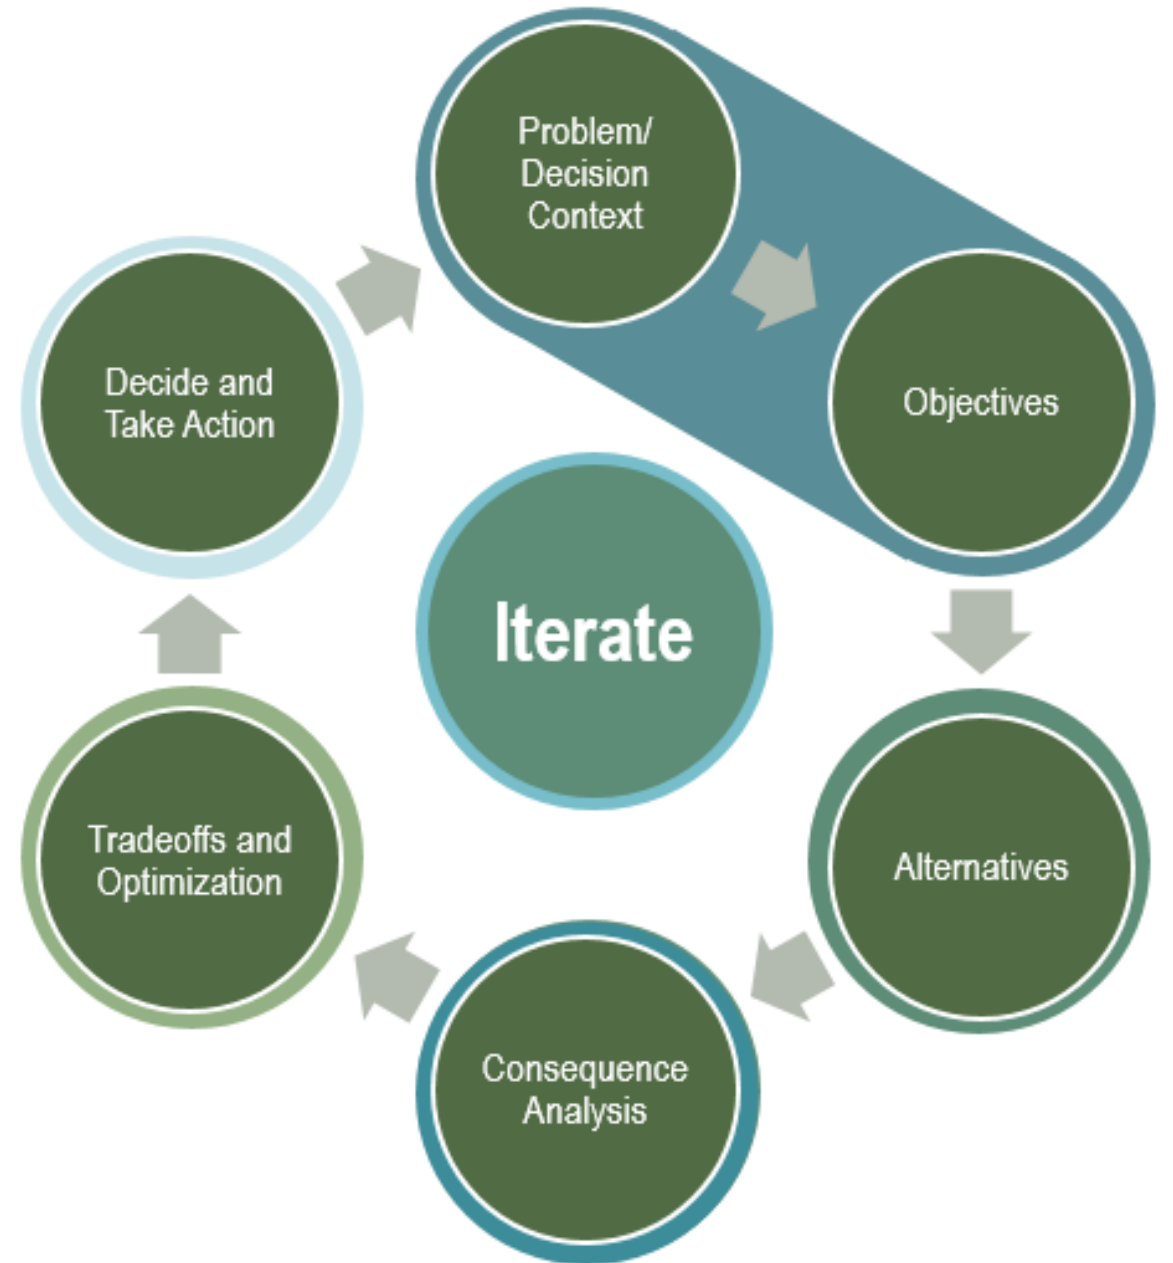 Problem/
Decision
Context
Objectives
Alternatives
Consequence
Analysis
Tradeoffs and
Optimization
Decide and
Take Action
Iterate